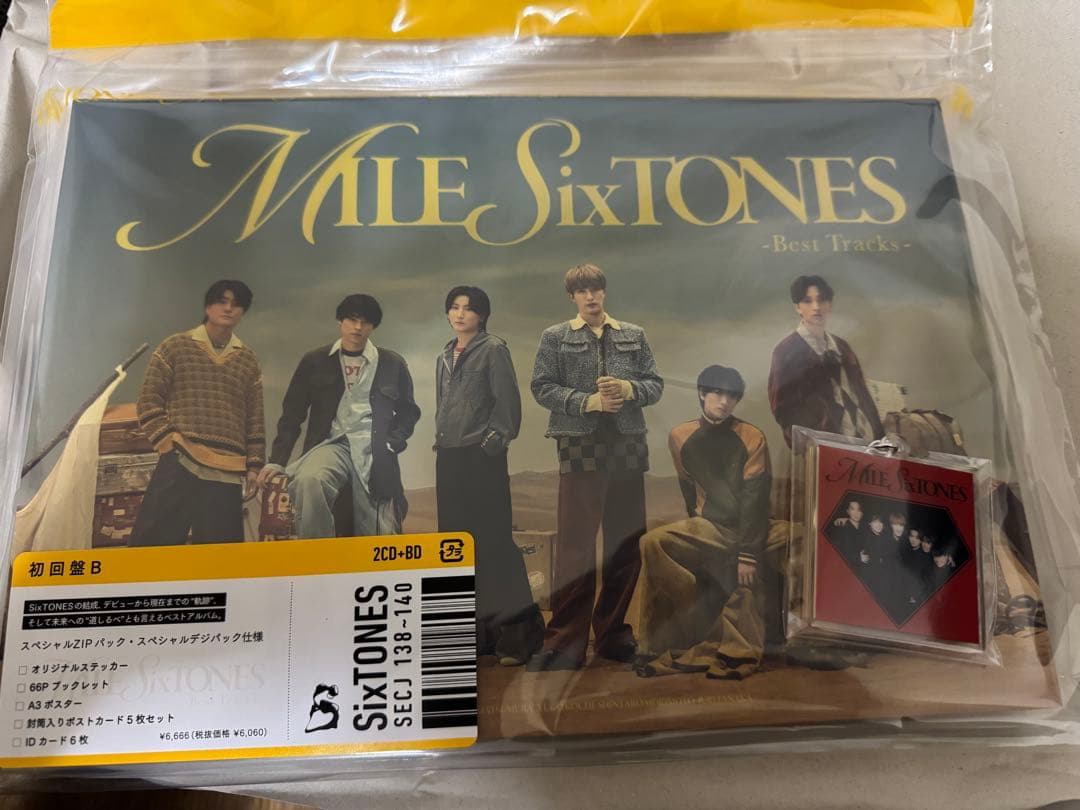 MILE SixTONES
-Best Tracks-
MILE SixTONES
初回盤B
2CD+BD
プラ
SixTONESの結成、デビューから現在までの“軌跡”。
そして未来への“道しるべ”とも言えるベストアルバム。
スペシャルZIPパック・スペシャルデジパック仕様
□ オリジナルステッカー
□ 66Pブックレット
□ A3ポスター
□ 封筒入りポストカード5枚セット
□ IDカード6枚
¥6,666(税抜価格 ¥6,060)
SixTONES
SECJ 138~140